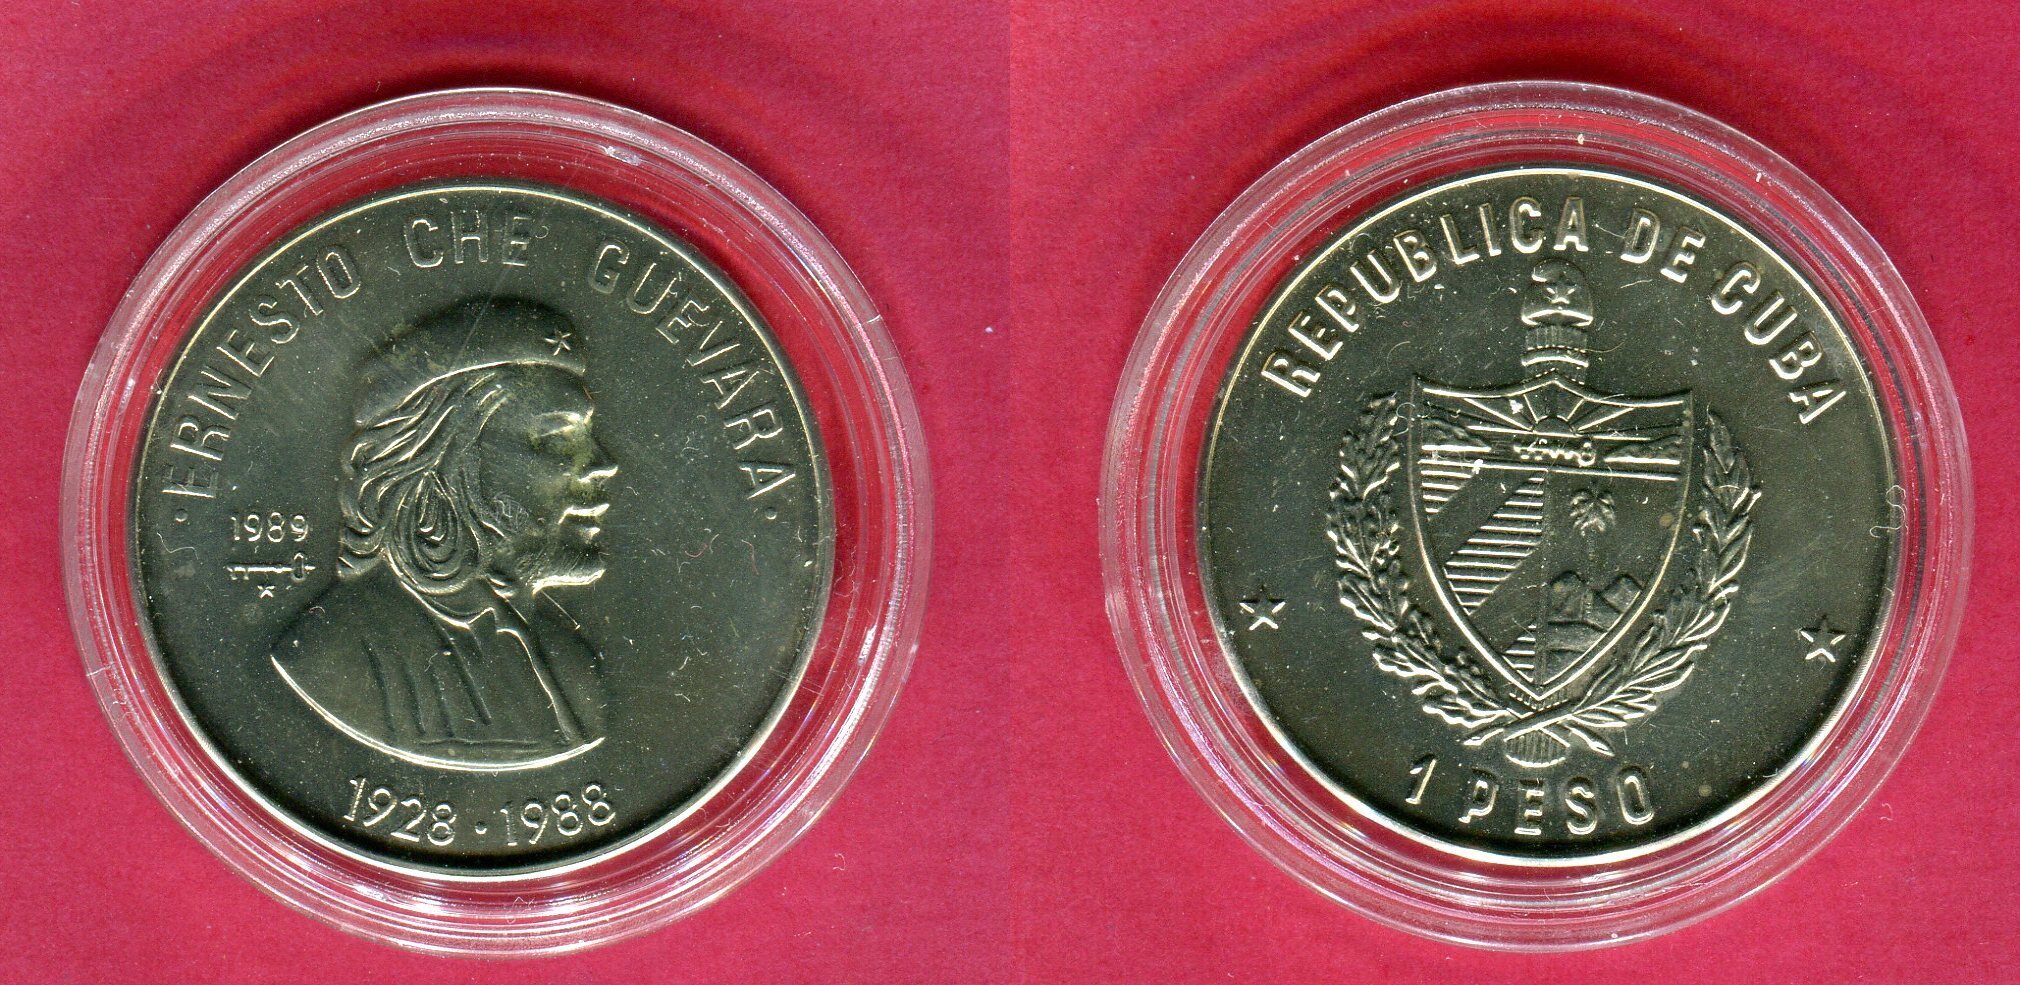 · ERNESTO CHE GUEVARA ·
1989
1928 · 1988
REPUBLICA DE CUBA
1 PESO